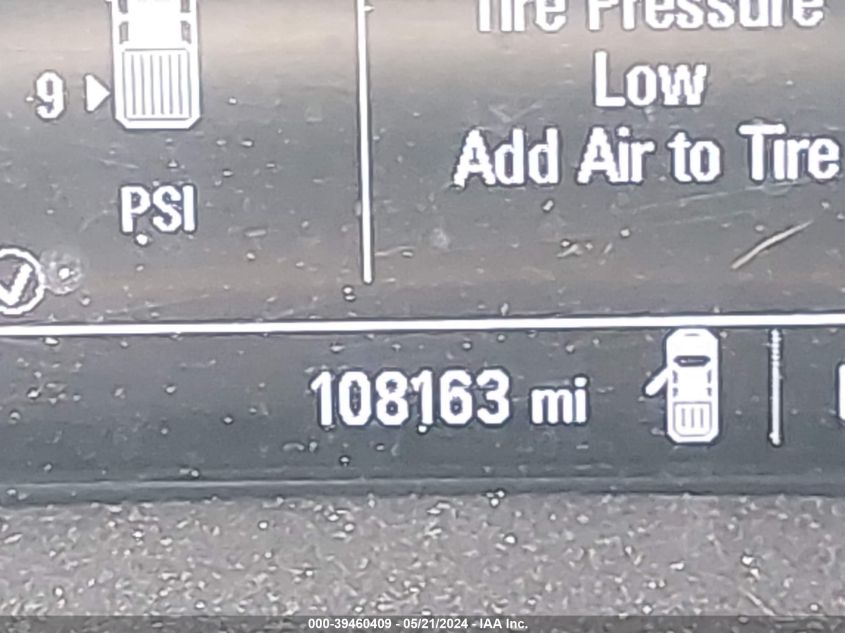 Tire Pressure
Low
Add Air to Tire
9
PSI
108163 mi
000-39460409 - 05/21/2024 - IAA Inc.